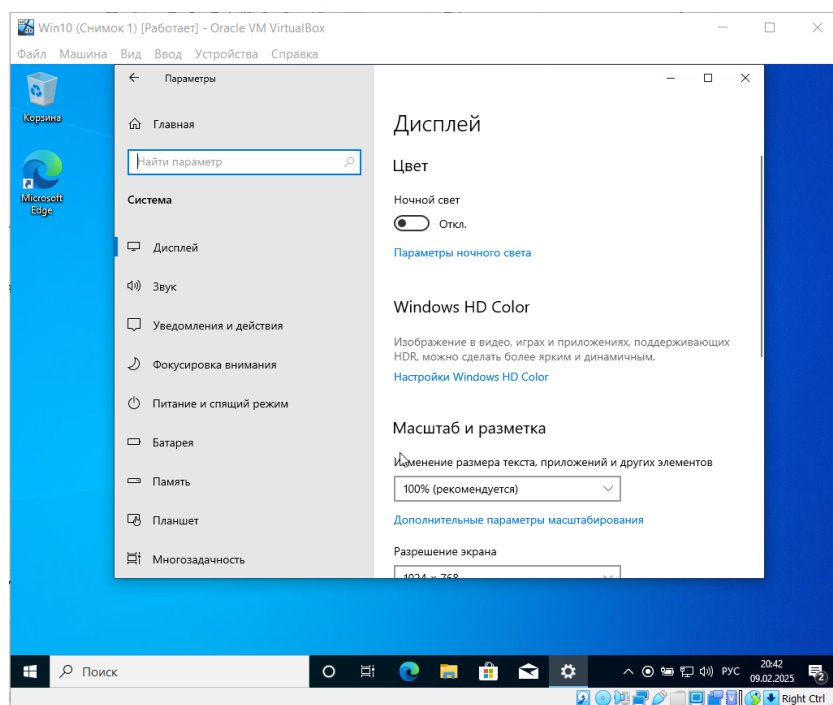 Win10 (Снимок 1) [Работает] - Oracle VM VirtualBox
Файл Машина Вид Ввод Устройства Справка
Корзина
Microsoft
Edge
Параметры
Главная
Найти параметр
Система
Дисплей
Звук
Уведомления и действия
Фокусировка внимания
Питание и спящий режим
Батарея
Память
Планшет
Многозадачность
Дисплей
Цвет
Ночной свет
Откл.
Параметры ночного света
Windows HD Color
Изображение в видео, играх и приложениях, поддерживающих
HDR, можно сделать более ярким и динамичным.
Настройки Windows HD Color
Масштаб и разметка
Изменение размера текста, приложений и других элементов
100% (рекомендуется)
Дополнительные параметры масштабирования
Разрешение экрана
1024 × 768
Поиск
РУС
20:42
09.02.2025
2
Right Ctrl